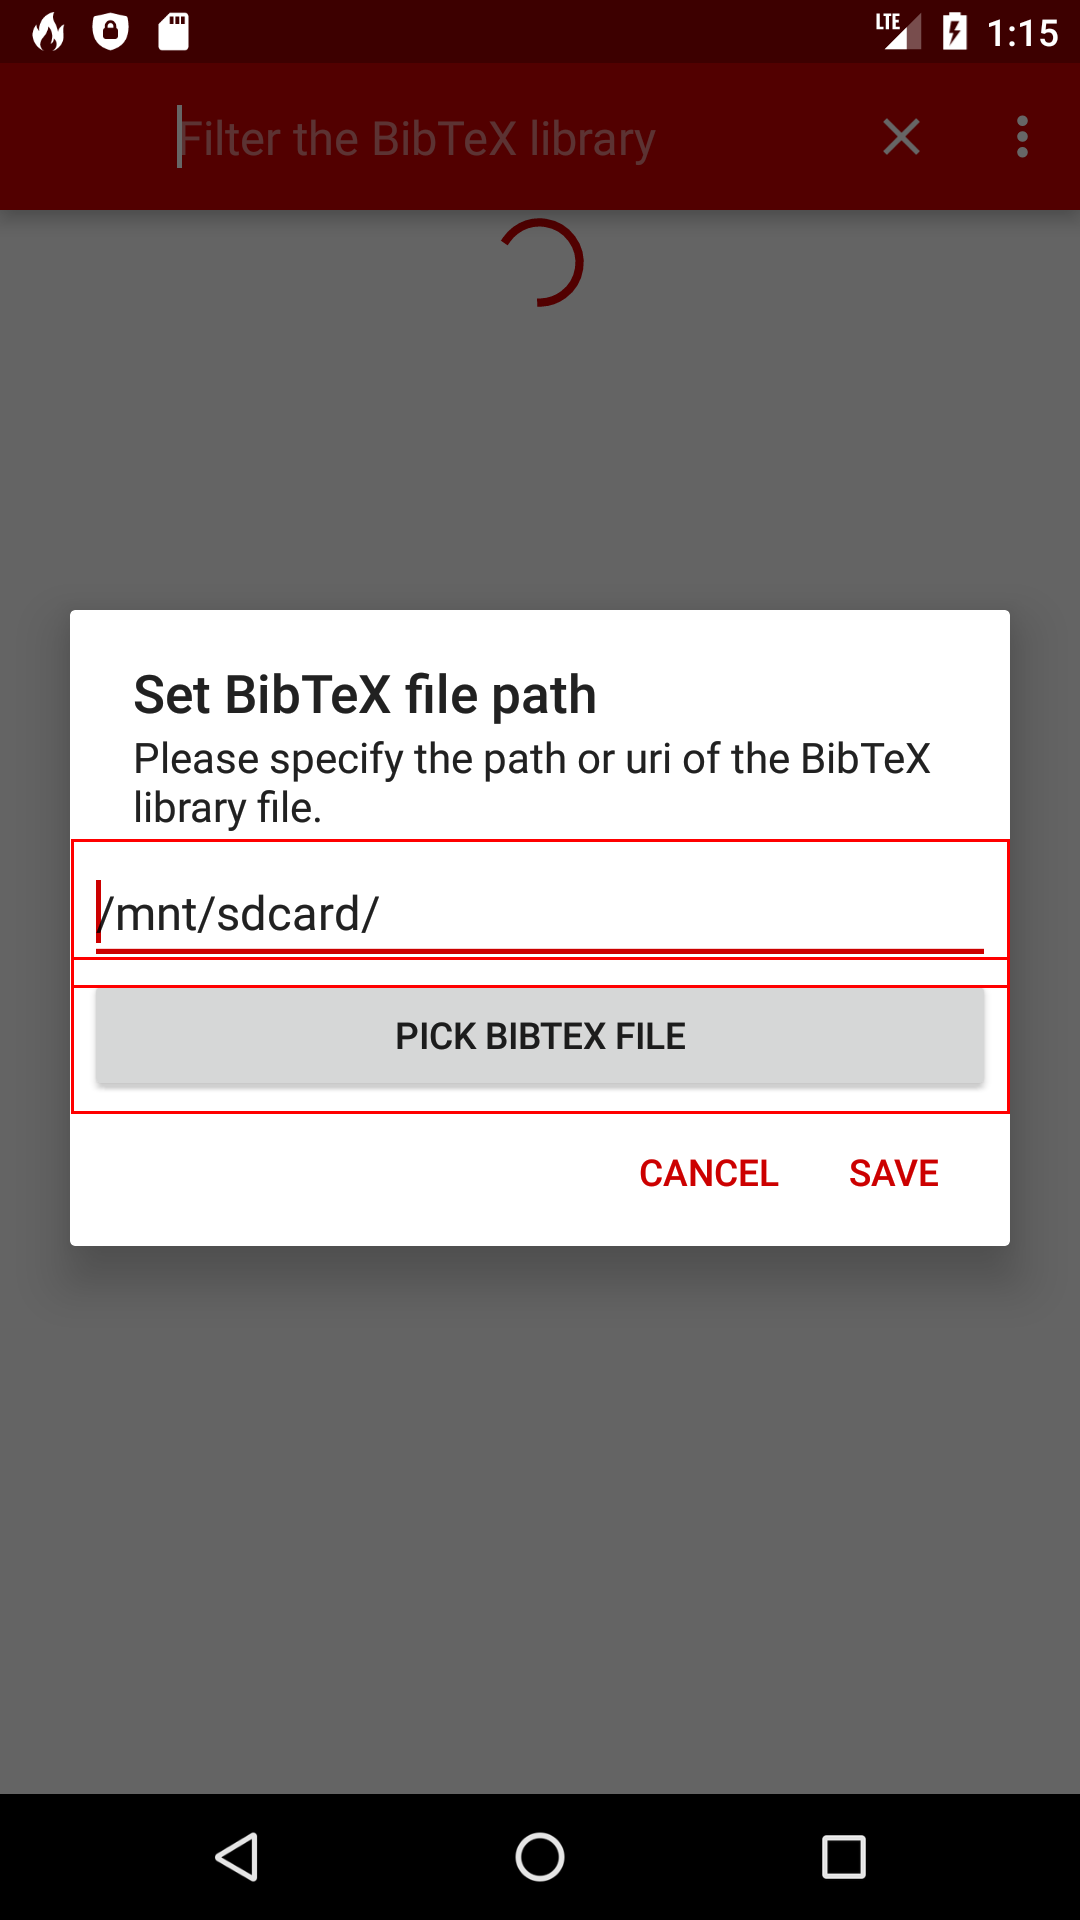 LTE 1:15
Filter the BibTeX library
Set BibTeX file path
Please specify the path or uri of the BibTeX
library file.
/mnt/sdcard/
PICK BIBTEX FILE
CANCEL SAVE